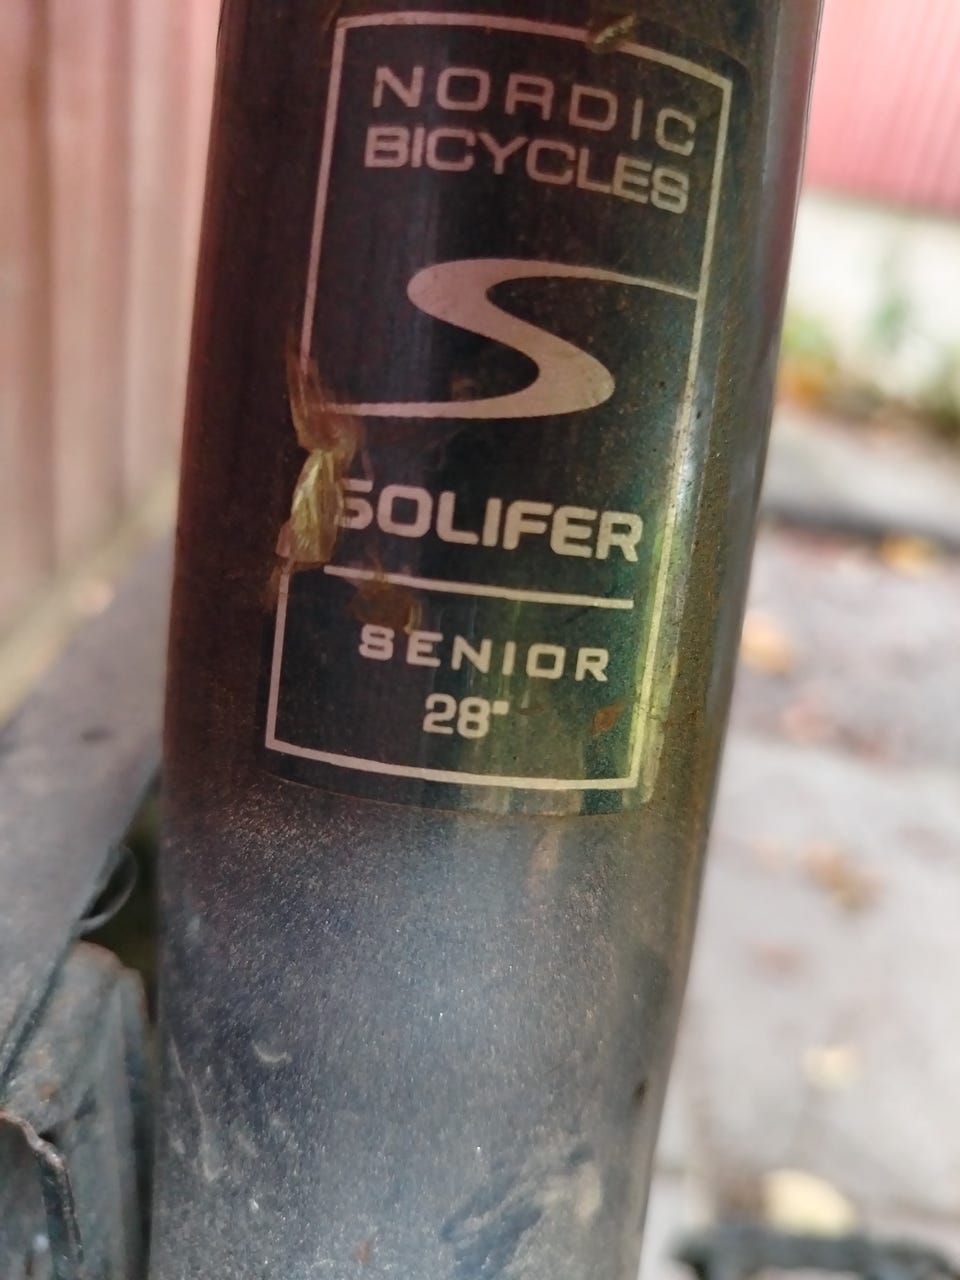 NORDIC
BICYCLES
SOLIFER
SENIOR
28"